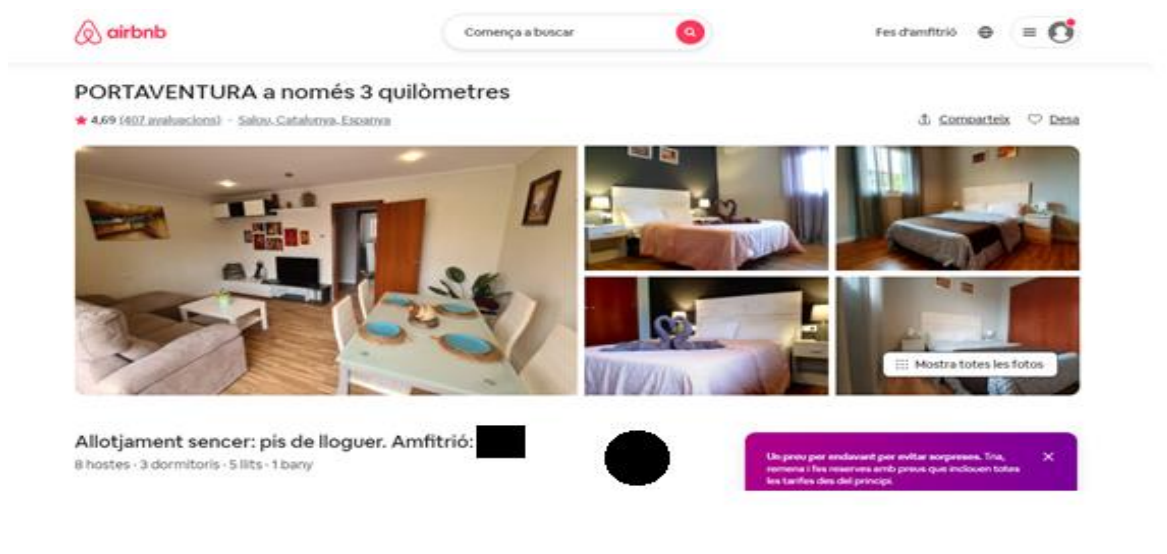 airbnb
Comença a buscar
Fes d'amfitrió
PORTAVENTURA a només 3 quilòmetres
4,69 (407 avaluacions) · Salou, Catalunya, Espanya
Comparteix
Desa
Mostra totes les fotos
Allotjament sencer: pis de lloguer. Amfitrió:
8 hostes · 3 dormitoris · 5 llits · 1 bany
Un preu per endavant per evitar sorpreses. Tria,
remena i fes reserves amb preus que inclouen totes
les tarifes des del principi.